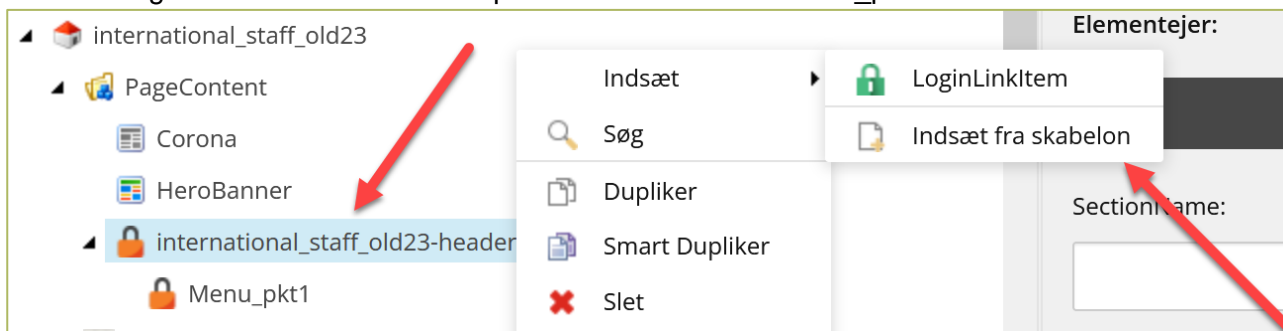 international_staff_old23
PageContent
Corona
HeroBanner
international_staff_old23-header
Menu_pkt1
Indsæt
Søg
Dupliker
Smart Dupliker
Slet
LoginLinkItem
Indsæt fra skabelon
Elementejer:
SectionName: